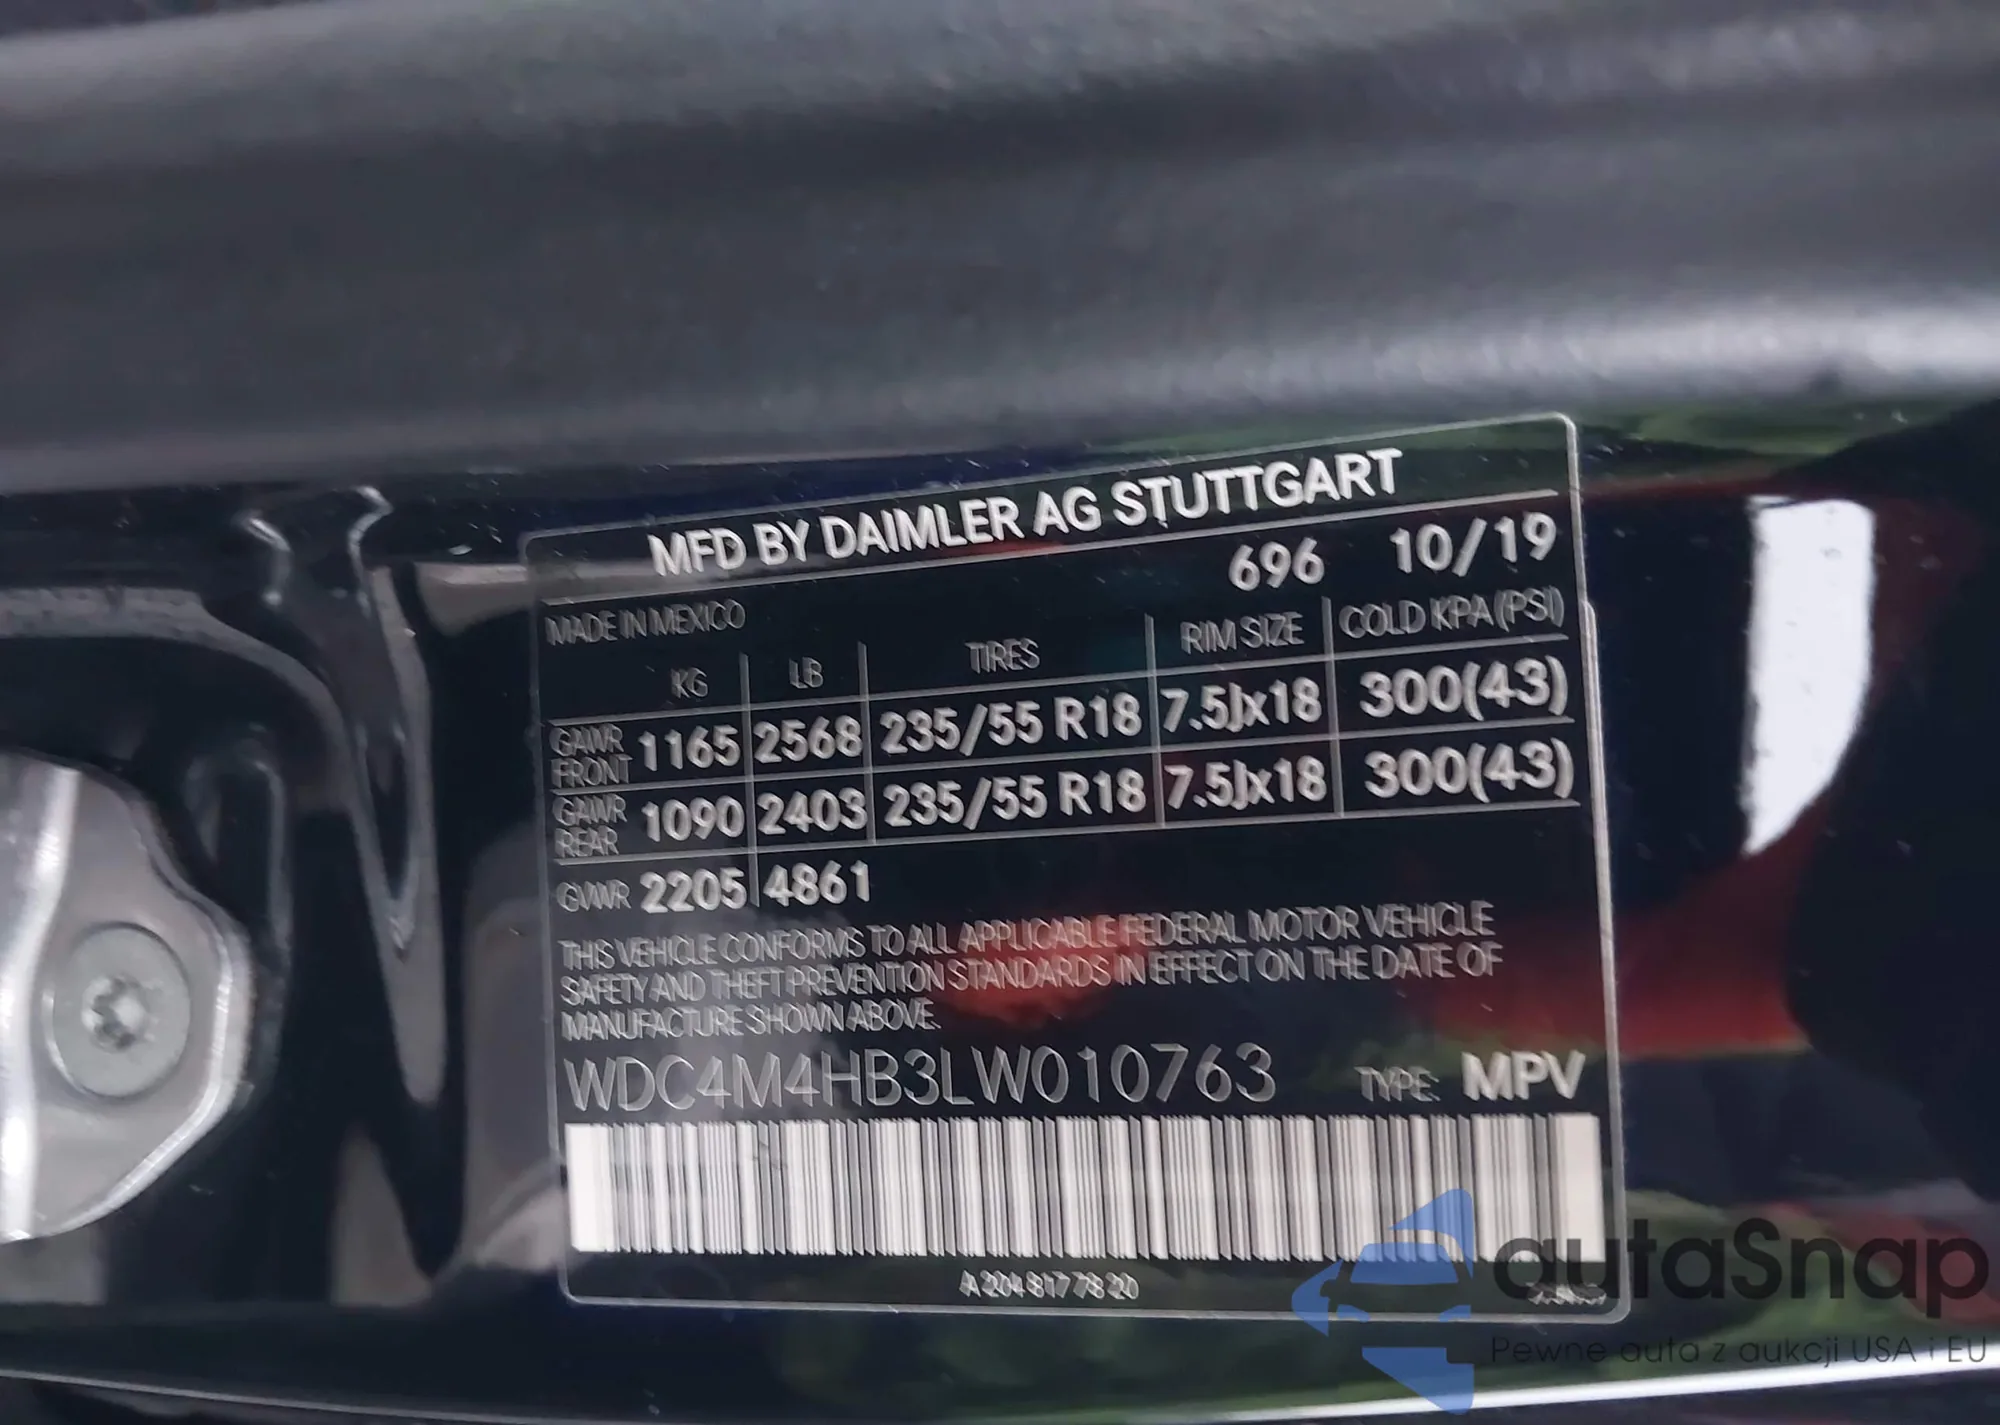 MFD BY DAIMLER AG STUTTGART
696 10/19
MADE IN MEXICO
KG LB TIRES RIM SIZE COLD KPA (PSI)
GAWR FRONT 1165 2568 235/55 R18 7.5Jx18 300(43)
GAWR REAR 1090 2403 235/55 R18 7.5Jx18 300(43)
GVWR 2205 4861
THIS VEHICLE CONFORMS TO ALL APPLICABLE FEDERAL MOTOR VEHICLE
SAFETY AND THEFT PREVENTION STANDARDS IN EFFECT ON THE DATE OF
MANUFACTURE SHOWN ABOVE.
WDC4M4HB3LW010763 TYPE: MPV
A 204 817 78 20
autaSnap
Pewne auta z aukcji USA i EU